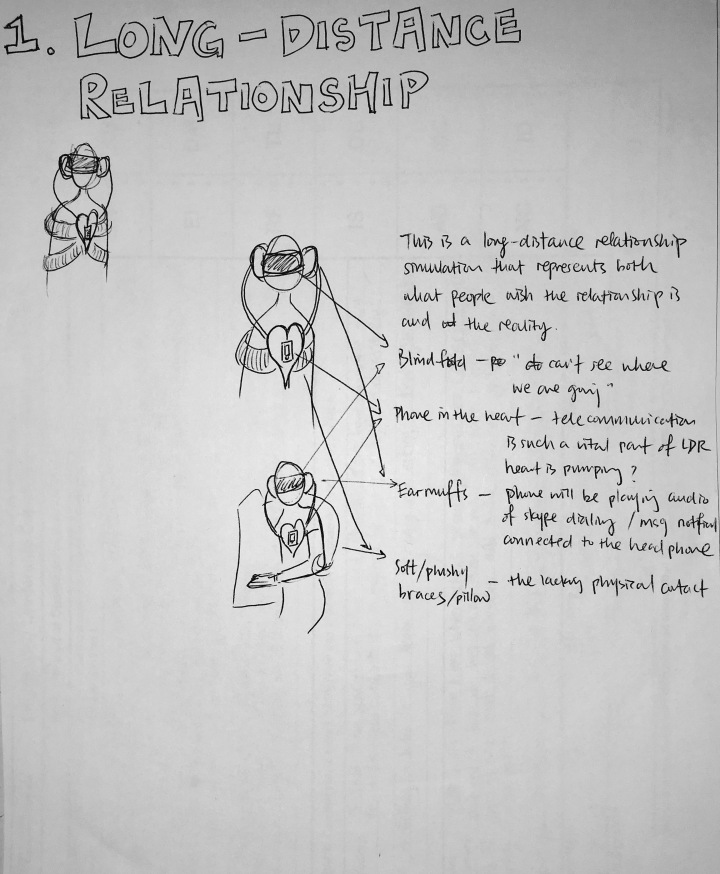 1. LONG-DISTANCE
RELATIONSHIP
This is a long-distance relationship
simulation that represents both
what people wish the relationship is
and the reality.
Blindfold - "can't see where
we are going"
Phone in the heart - telecommunication
is such a vital part of LDR
heart is pumping?
Earmuffs - phone will be playing audio
of skype dialing / msg
connected to the headphone
Soft/plushy
braces/pillow - the lacking physical contact